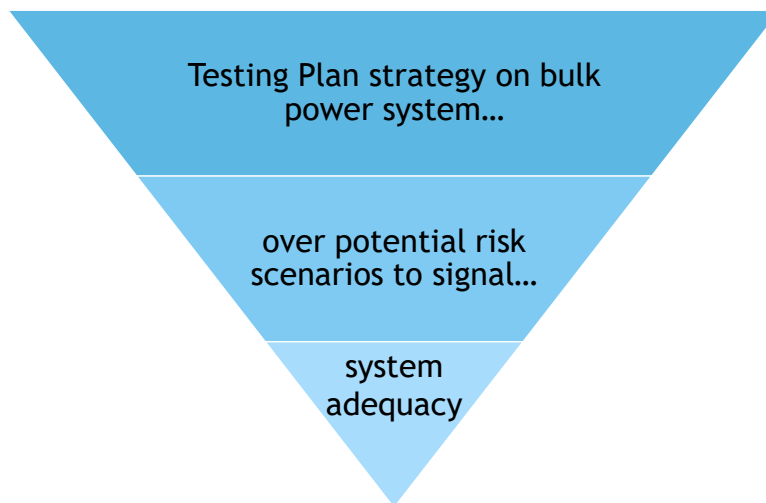 Testing Plan strategy on bulk
power system…
over potential risk
scenarios to signal…
system
adequacy